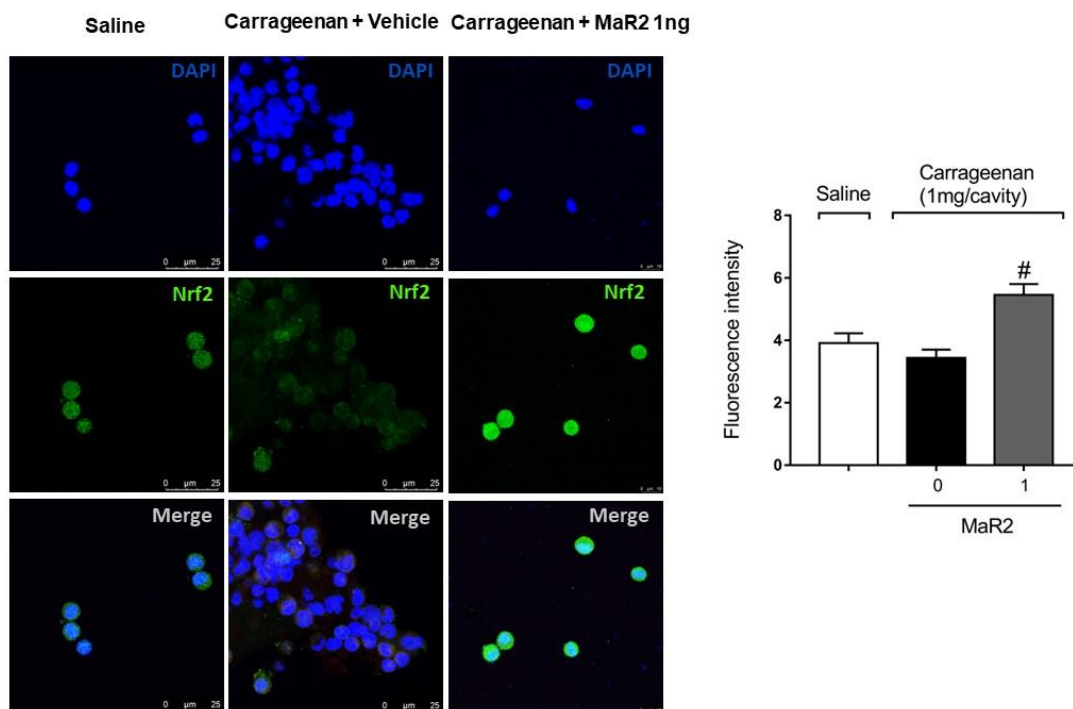 Saline
Carrageenan + Vehicle
Carrageenan + MaR2 1ng
DAPI
DAPI
DAPI
0 µm 25
0 µm 25
Nrf2
Nrf2
Nrf2
0 µm 25
0 µm 25
Merge
Merge
Merge
0 µm 25
0 µm 25
Saline
Carrageenan
(1mg/cavity)
Fluorescence intensity
8
6
4
2
0
#
0
1
MaR2